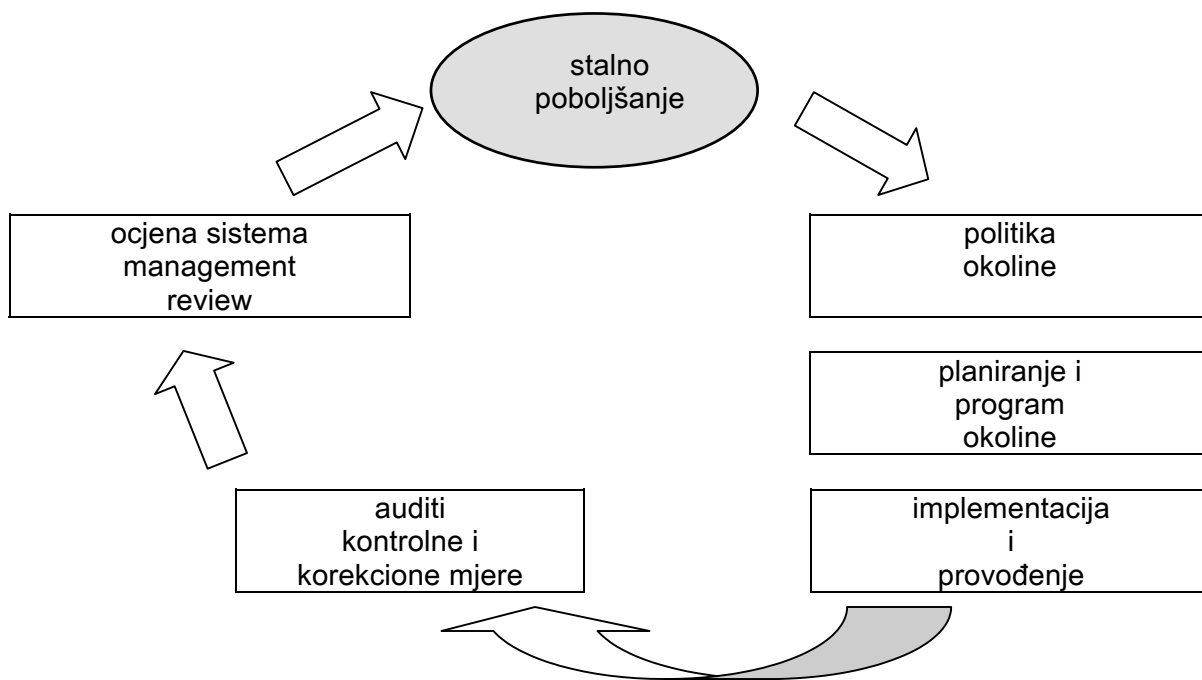 stalno
poboljšanje
ocjena sistema
management
review
politika
okoline
planiranje i
program
okoline
auditi
kontrolne i
korekcione mjere
implementacija
i
provođenje